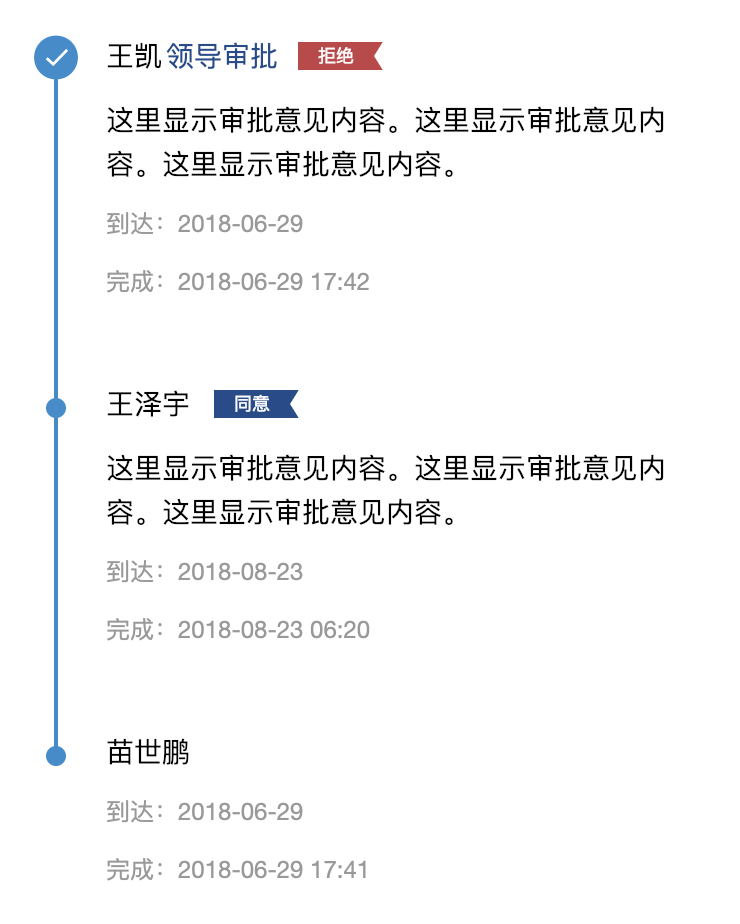 王凯 领导审批 拒绝
这里显示审批意见内容。这里显示审批意见内
容。这里显示审批意见内容。
到达：2018-06-29
完成：2018-06-29 17:42
王泽宇 同意
这里显示审批意见内容。这里显示审批意见内
容。这里显示审批意见内容。
到达：2018-08-23
完成：2018-08-23 06:20
苗世鹏
到达：2018-06-29
完成：2018-06-29 17:41